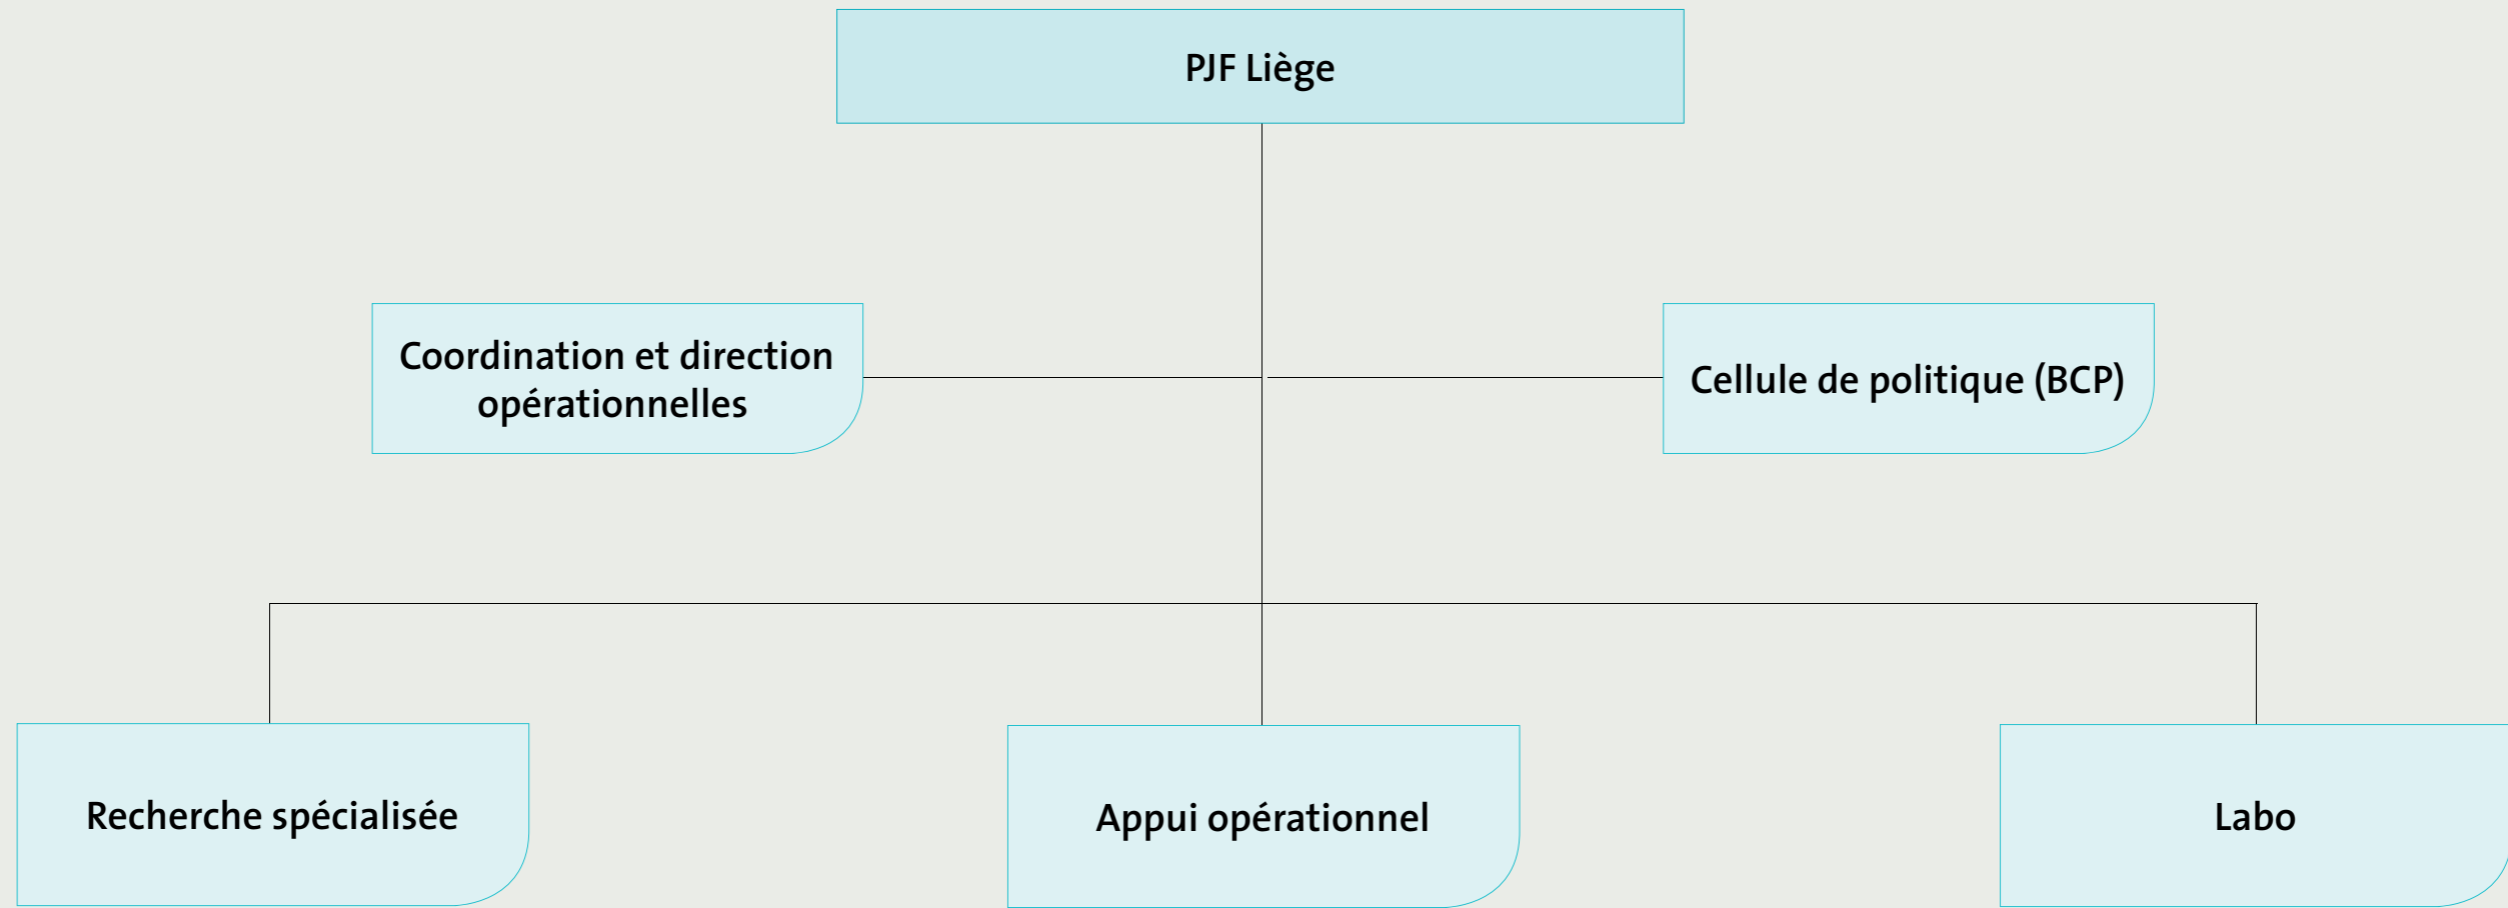 PJF Liège
Coordination et direction
opérationnelles
Cellule de politique (BCP)
Recherche spécialisée
Appui opérationnel
Labo